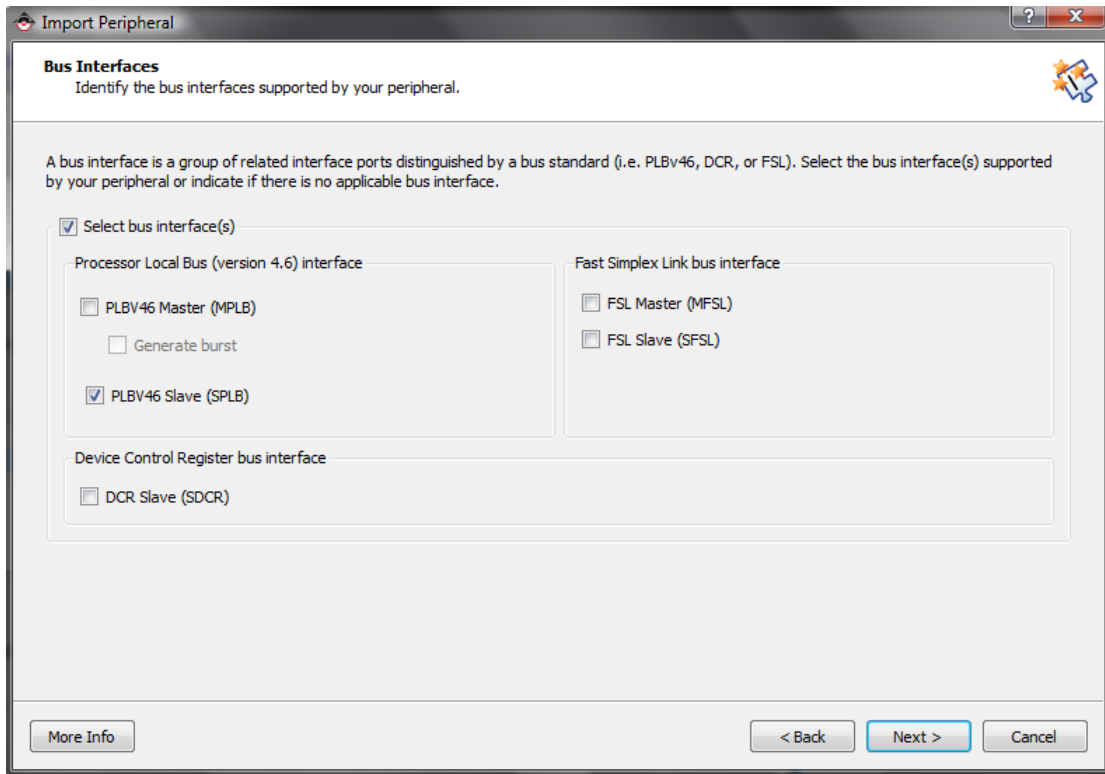 Import Peripheral
?
X
Bus Interfaces
Identify the bus interfaces supported by your peripheral.
A bus interface is a group of related interface ports distinguished by a bus standard (i.e. PLBv46, DCR, or FSL). Select the bus interface(s) supported
by your peripheral or indicate if there is no applicable bus interface.
Select bus interface(s)
Processor Local Bus (version 4.6) interface
PLBV46 Master (MPLB)
Generate burst
PLBV46 Slave (SPLB)
Fast Simplex Link bus interface
FSL Master (MFSL)
FSL Slave (SFSL)
Device Control Register bus interface
DCR Slave (SDCR)
More Info
< Back
Next >
Cancel